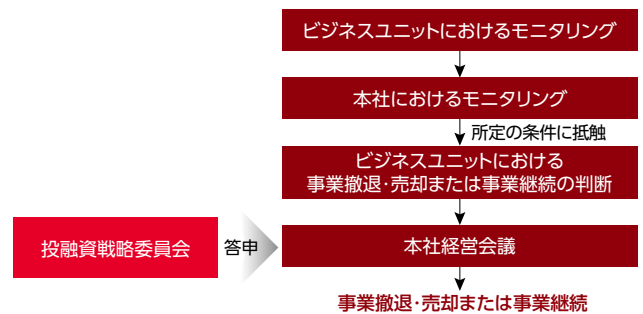 ビジネスユニットにおけるモニタリング
本社におけるモニタリング
所定の条件に抵触
ビジネスユニットにおける
事業撤退・売却または事業継続の判断
投融資戦略委員会
答申
本社経営会議
事業撤退・売却または事業継続